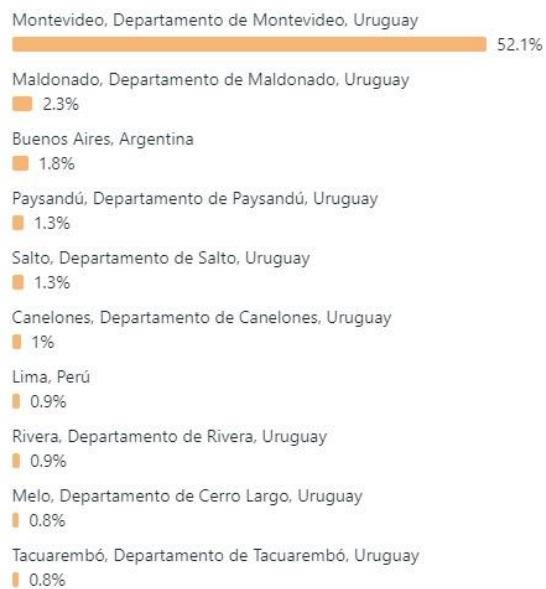 Montevideo, Departamento de Montevideo, Uruguay
52.1%
Maldonado, Departamento de Maldonado, Uruguay
2.3%
Buenos Aires, Argentina
1.8%
Paysandú, Departamento de Paysandú, Uruguay
1.3%
Salto, Departamento de Salto, Uruguay
1.3%
Canelones, Departamento de Canelones, Uruguay
1%
Lima, Perú
0.9%
Rivera, Departamento de Rivera, Uruguay
0.9%
Melo, Departamento de Cerro Largo, Uruguay
0.8%
Tacuarembó, Departamento de Tacuarembó, Uruguay
0.8%